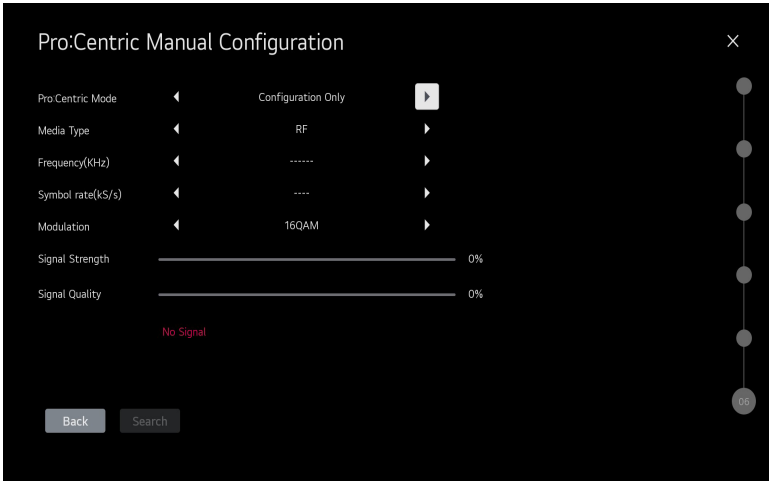 Pro:Centric Manual Configuration
Pro:Centric Mode Configuration Only
Media Type RF
Frequency(KHz) ------
Symbol rate(kS/s) ----
Modulation 16QAM
Signal Strength 0%
Signal Quality 0%
No Signal
06
Back Search